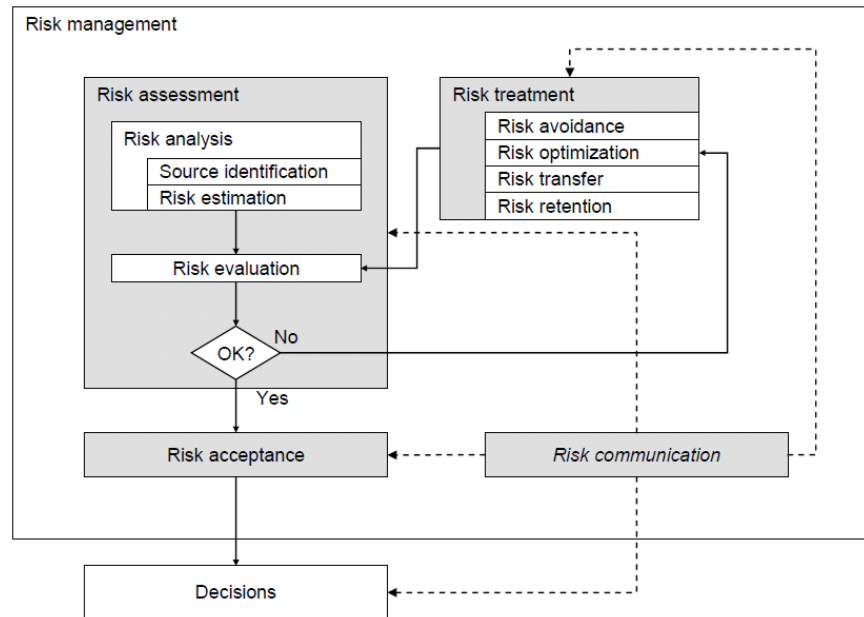 Risk management
Risk assessment
Risk analysis
Source identification
Risk estimation
Risk evaluation
OK?
No
Yes
Risk treatment
Risk avoidance
Risk optimization
Risk transfer
Risk retention
Risk acceptance
Risk communication
Decisions